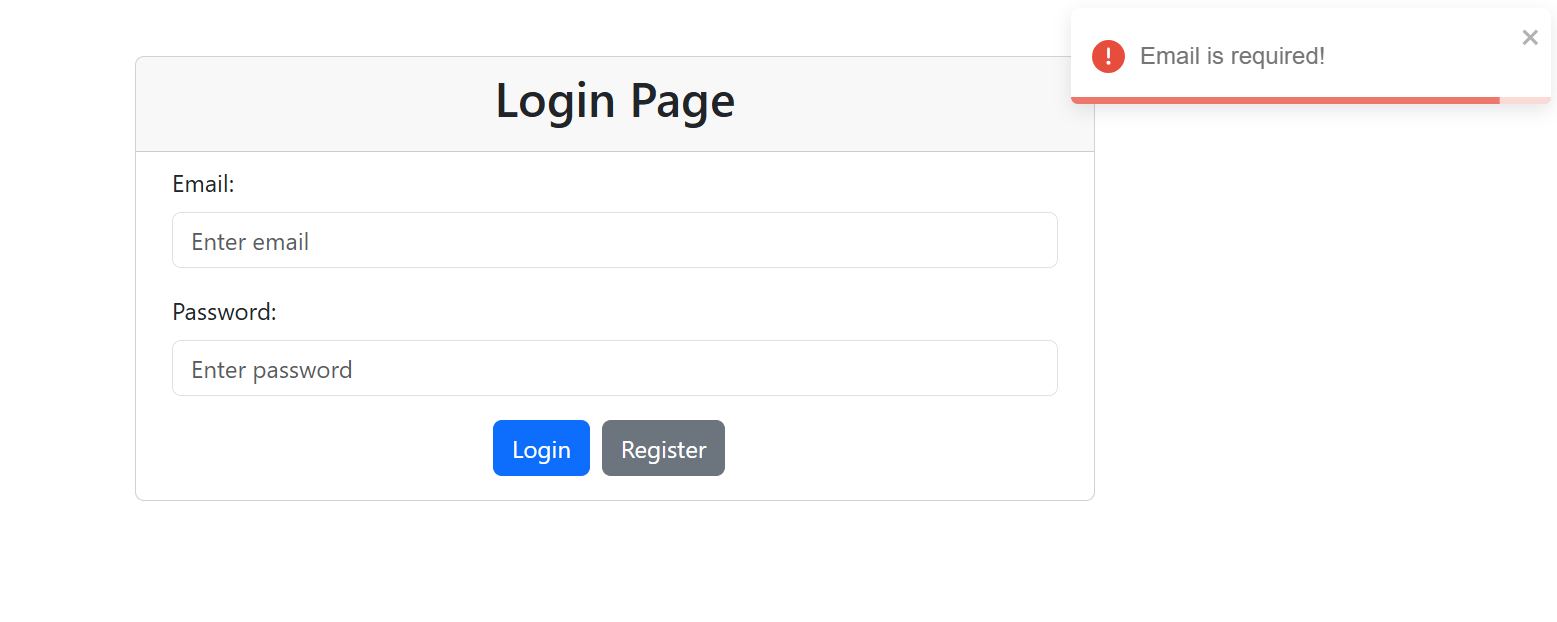 Email is required!
Login Page
Email:
Enter email
Password:
Enter password
Login Register